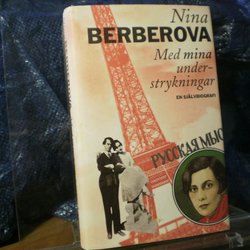 Nina
BERBEROVA
Med mina
under-
strykningar
EN SJÄLVBIOGRAFI
РУССКАЯ МЫС